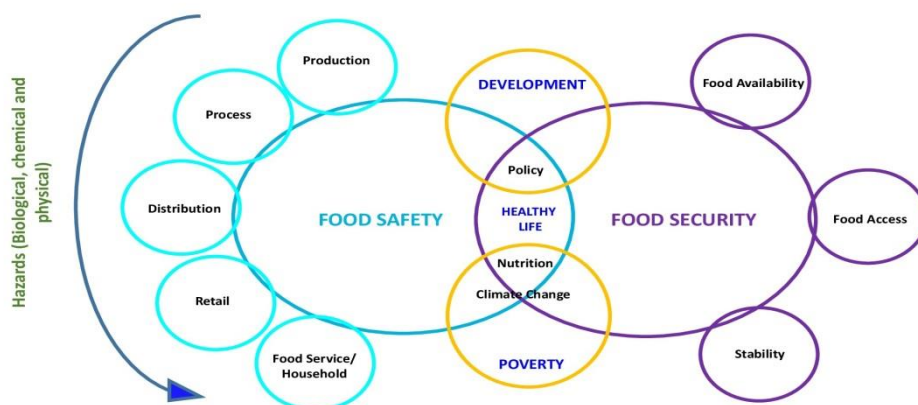 Hazards (Biological, chemical and
physical)
Production
Process
Distribution
Retail
Food Service/
Household
FOOD SAFETY
DEVELOPMENT
Policy
HEALTHY
LIFE
Nutrition
Climate Change
POVERTY
FOOD SECURITY
Food Availability
Food Access
Stability